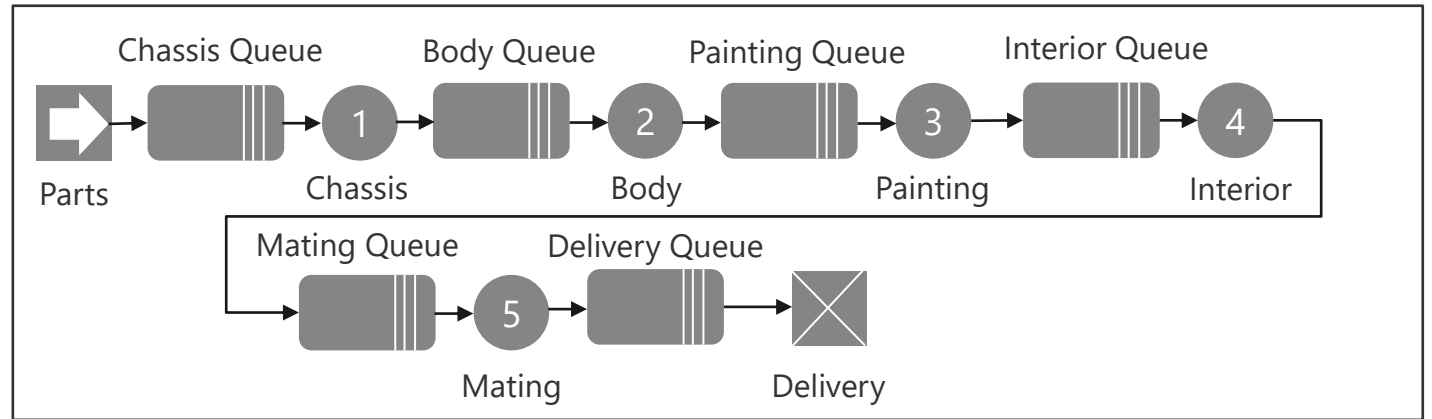 Chassis Queue
Body Queue
Painting Queue
Interior Queue
1
2
3
4
Parts
Chassis
Body
Painting
Interior
Mating Queue
Delivery Queue
5
Mating
Delivery